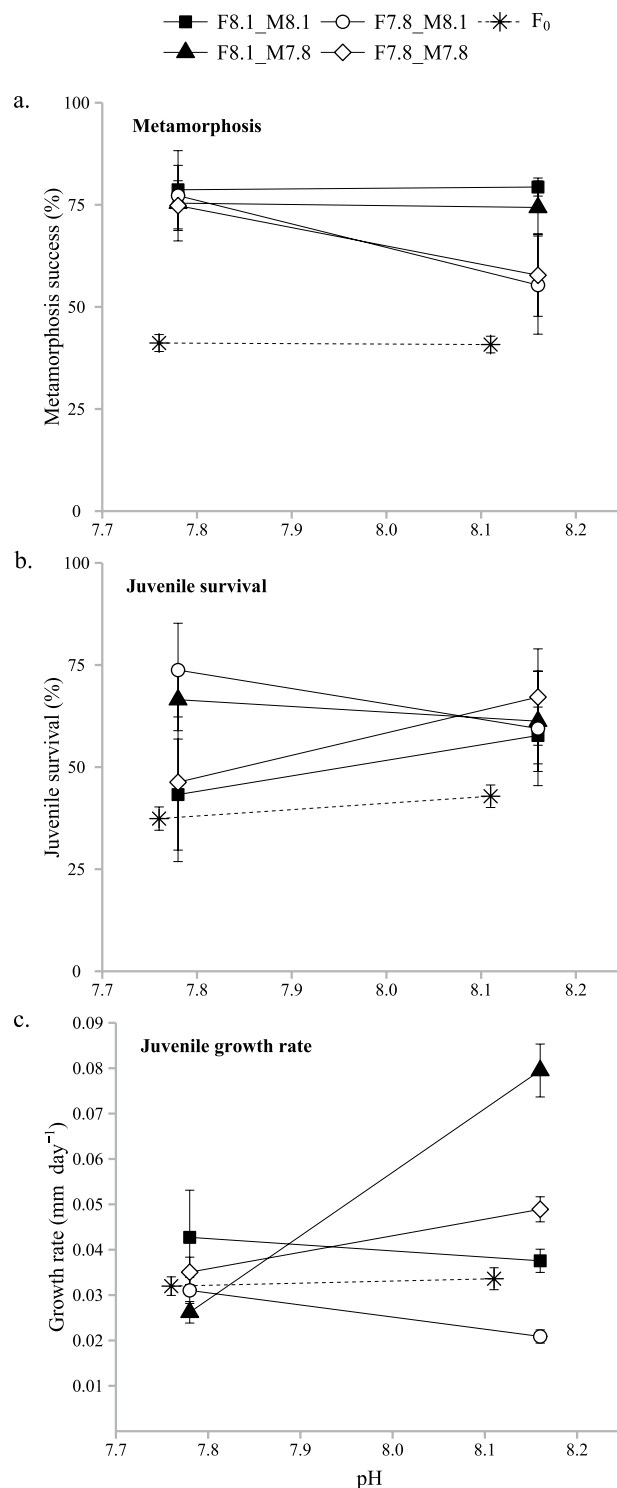 F8.1_M8.1 F7.8_M8.1 F₀
F8.1_M7.8 F7.8_M7.8
a.
Metamorphosis
Metamorphosis success (%)
100
75
50
25
0
7.7 7.8 7.9 8.0 8.1 8.2
b.
Juvenile survival
Juvenile survival (%)
100
75
50
25
0
7.7 7.8 7.9 8.0 8.1 8.2
c.
Juvenile growth rate
Growth rate (mm day⁻¹)
0.09
0.08
0.07
0.06
0.05
0.04
0.03
0.02
0.01
7.7 7.8 7.9 8.0 8.1 8.2
pH